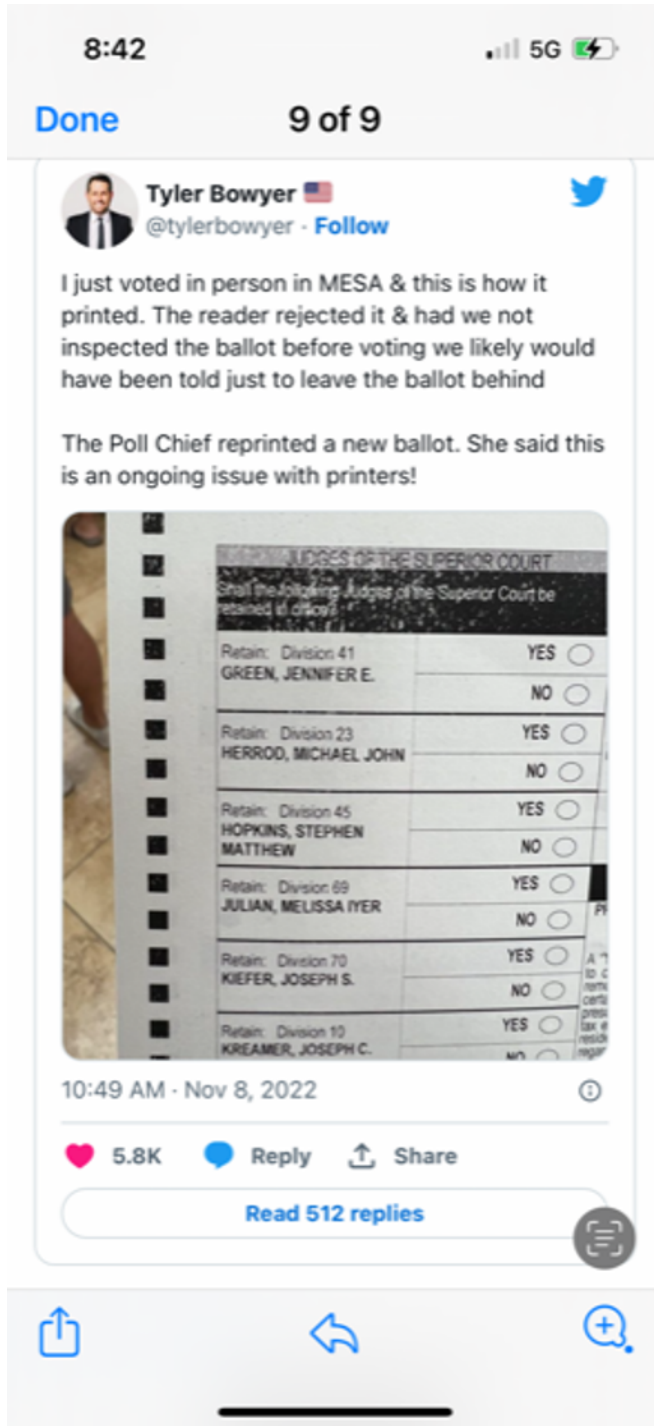 8:42
5G
Done
9 of 9
Tyler Bowyer 🇺🇸
@tylerbowyer · Follow
I just voted in person in MESA & this is how it
printed. The reader rejected it & had we not
inspected the ballot before voting we likely would
have been told just to leave the ballot behind
The Poll Chief reprinted a new ballot. She said this
is an ongoing issue with printers!
JUDGES OF THE SUPERIOR COURT
Shall the following Judges of the Superior Court be
retained in office?
Retain: Division 41
GREEN, JENNIFER E.
YES
NO
Retain: Division 23
HERROD, MICHAEL JOHN
YES
NO
Retain: Division 45
HOPKINS, STEPHEN
MATTHEW
YES
NO
Retain: Division 69
JULIAN, MELISSA IYER
YES
NO
Retain: Division 70
KIEFER, JOSEPH S.
YES
NO
Retain: Division 10
KREAMER, JOSEPH C.
YES
NO
10:49 AM · Nov 8, 2022
5.8K
Reply
Share
Read 512 replies